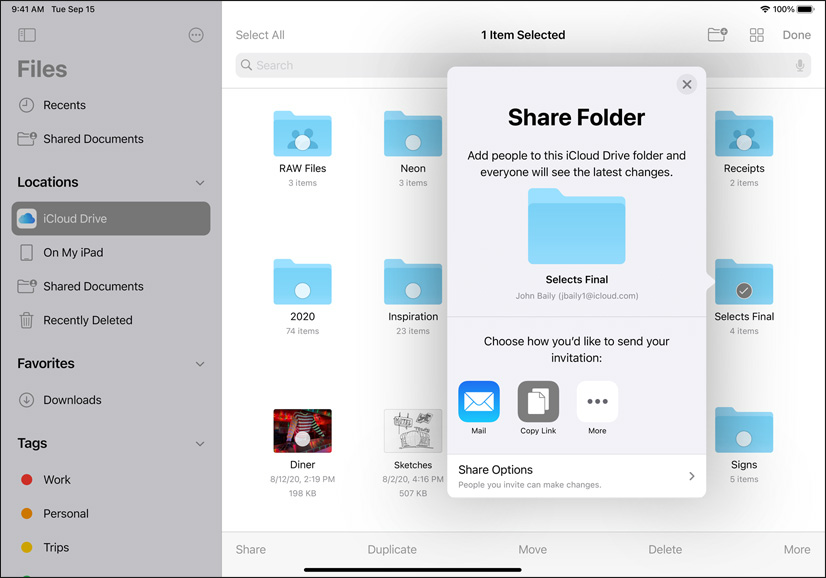 9:41 AM Tue Sep 15
100%
Files
Recents
Shared Documents
Locations
iCloud Drive
On My iPad
Shared Documents
Recently Deleted
Favorites
Downloads
Tags
Work
Personal
Trips
Select All
1 Item Selected
Done
Search
RAW Files
3 items
Neon
3 items
Receipts
2 items
2020
74 items
Inspiration
23 items
Selects Final
4 items
Diner
8/12/20, 2:19 PM
198 KB
Sketches
8/2/20, 4:16 PM
507 KB
Signs
5 items
Share Folder
Add people to this iCloud Drive folder and
everyone will see the latest changes.
Selects Final
John Baily (jbaily1@icloud.com)
Choose how you’d like to send your
invitation:
Mail
Copy Link
More
Share Options
People you invite can make changes.
Share
Duplicate
Move
Delete
More